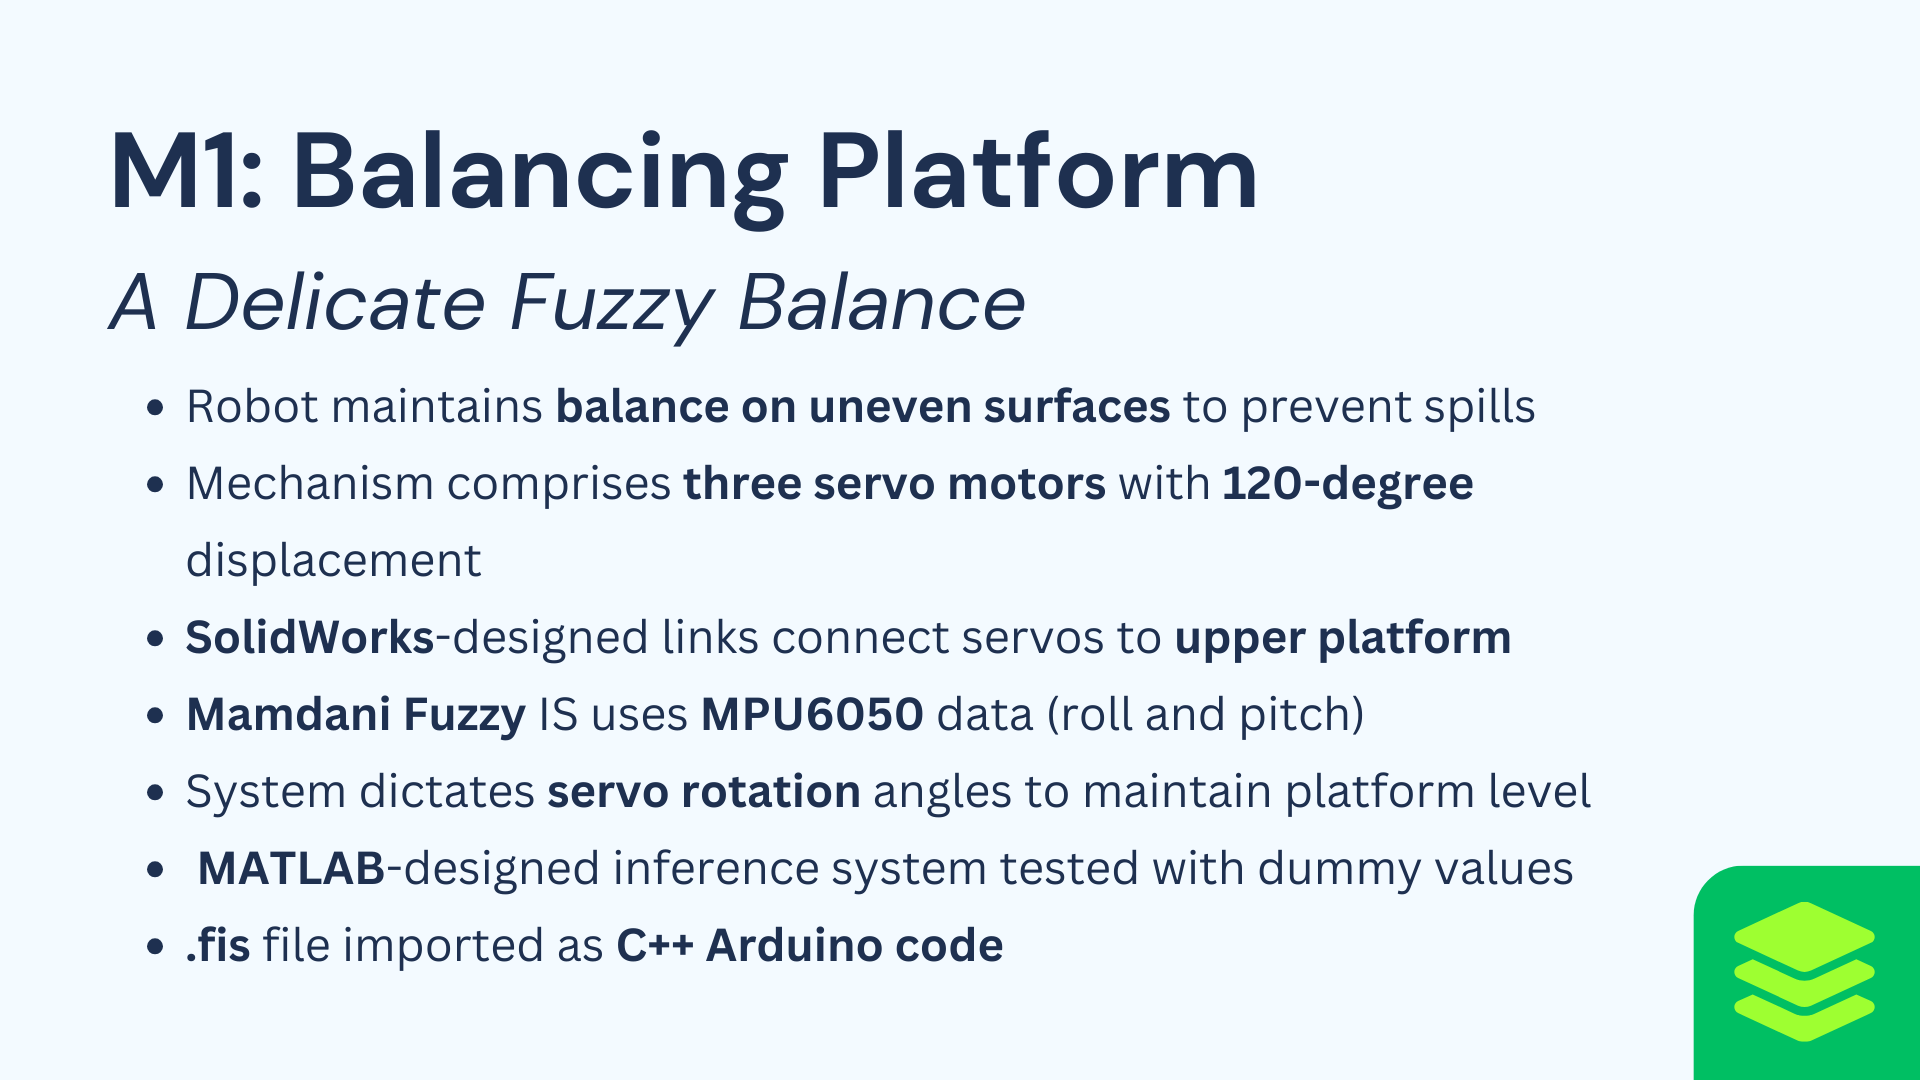 M1: Balancing Platform
A Delicate Fuzzy Balance
• Robot maintains balance on uneven surfaces to prevent spills
• Mechanism comprises three servo motors with 120-degree
displacement
• SolidWorks-designed links connect servos to upper platform
• Mamdani Fuzzy IS uses MPU6050 data (roll and pitch)
• System dictates servo rotation angles to maintain platform level
• MATLAB-designed inference system tested with dummy values
• .fis file imported as C++ Arduino code